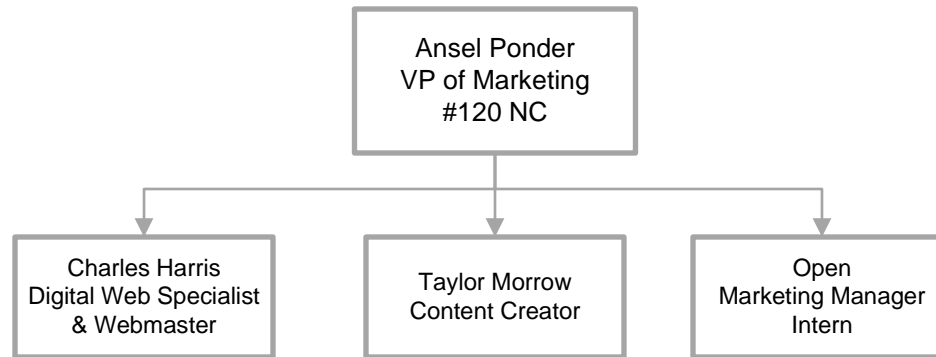 Ansel Ponder
VP of Marketing
#120 NC
Charles Harris
Digital Web Specialist
& Webmaster
Taylor Morrow
Content Creator
Open
Marketing Manager
Intern